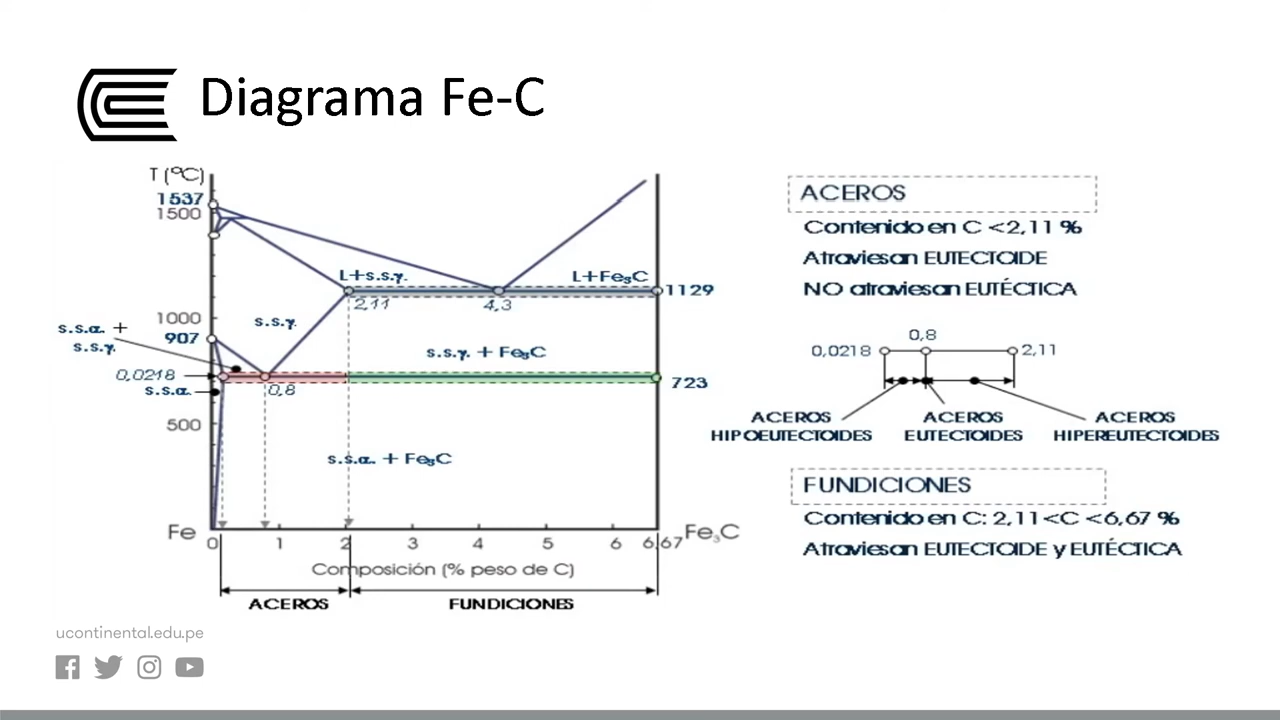 Diagrama Fe-C
T (ºC)
1537
1500
L+s.s.γ.
L+Fe₃C
1129
2,11
4,3
1000
s.s.γ.
s.s.α. +
s.s.γ.
907
s.s.γ. + Fe₃C
0,0218
723
s.s.α.
0,8
500
s.s.α. + Fe₃C
Fe
Fe₃C
0 1 2 3 4 5 6 6,67
Composición (% peso de C)
ACEROS
FUNDICIONES
ACEROS
Contenido en C <2,11 %
Atraviesan EUTECTOIDE
NO atraviesan EUTÉCTICA
0,8
0,0218
2,11
ACEROS
HIPOEUTECTOIDES
ACEROS
EUTECTOIDES
ACEROS
HIPEREUTECTOIDES
FUNDICIONES
Contenido en C: 2,11<C <6,67 %
Atraviesan EUTECTOIDE y EUTÉCTICA
ucontinental.edu.pe